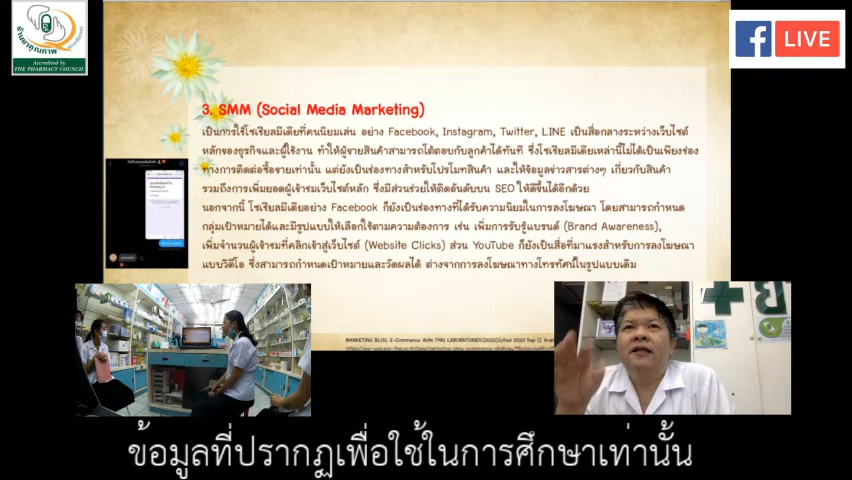 ร้านยาคุณภาพ
Accredited by
THE PHARMACY COUNCIL
f LIVE
3. SMM (Social Media Marketing)
เป็นการใช้โซเชียลมีเดียที่คนนิยมเล่น อย่าง Facebook, Instagram, Twitter, LINE เป็นสื่อกลางระหว่างเว็บไซต์
หลักของธุรกิจและผู้ใช้งาน ทำให้ผู้ขายสินค้าสามารถโต้ตอบกับลูกค้าได้ทันที ซึ่งโซเชียลมีเดียเหล่านี้ไม่ได้เป็นเพียงช่อง
ทางการติดต่อซื้อขายเท่านั้น แต่ยังเป็นช่องทางสำหรับโปรโมทสินค้า และให้ข้อมูลข่าวสารต่างๆ เกี่ยวกับสินค้า
รวมถึงการเพิ่มยอดผู้เข้าชมเว็บไซต์หลัก ซึ่งมีส่วนช่วยให้ติดอันดับบน SEO ให้ดีขึ้นได้อีกด้วย
นอกจากนี้ โซเชียลมีเดียอย่าง Facebook ก็ยังเป็นช่องทางที่ได้รับความนิยมในการลงโฆษณา โดยสามารถกำหนด
กลุ่มเป้าหมายได้และมีรูปแบบให้เลือกใช้ตามความต้องการ เช่น เพิ่มการรับรู้แบรนด์ (Brand Awareness),
เพิ่มจำนวนผู้เข้าชมที่คลิกเข้าสู่เว็บไซต์ (Website Clicks) ส่วน YouTube ก็ยังเป็นสื่อที่มาแรงสำหรับการลงโฆษณา
แบบวิดีโอ ซึ่งสามารถกำหนดเป้าหมายและวัดผลได้ ต่างจากการลงโฆษณาทางโทรทัศน์ในรูปแบบเดิม
MARKETING BLOG. E-Commerce. AUN THAI LABORATORIES.[2020].[cited 2020 Sep 1]. Avai
ย
ข้อมูลที่ปรากฏเพื่อใช้ในการศึกษาเท่านั้น